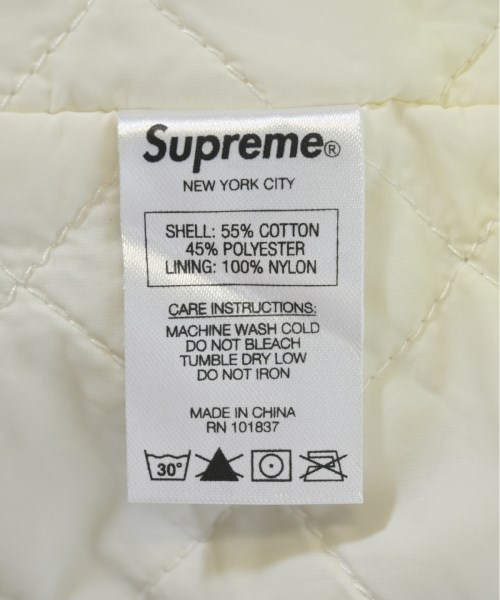 Supreme®
NEW YORK CITY
SHELL: 55% COTTON
45% POLYESTER
LINING: 100% NYLON
CARE INSTRUCTIONS:
MACHINE WASH COLD
DO NOT BLEACH
TUMBLE DRY LOW
DO NOT IRON
MADE IN CHINA
RN 101837
30°